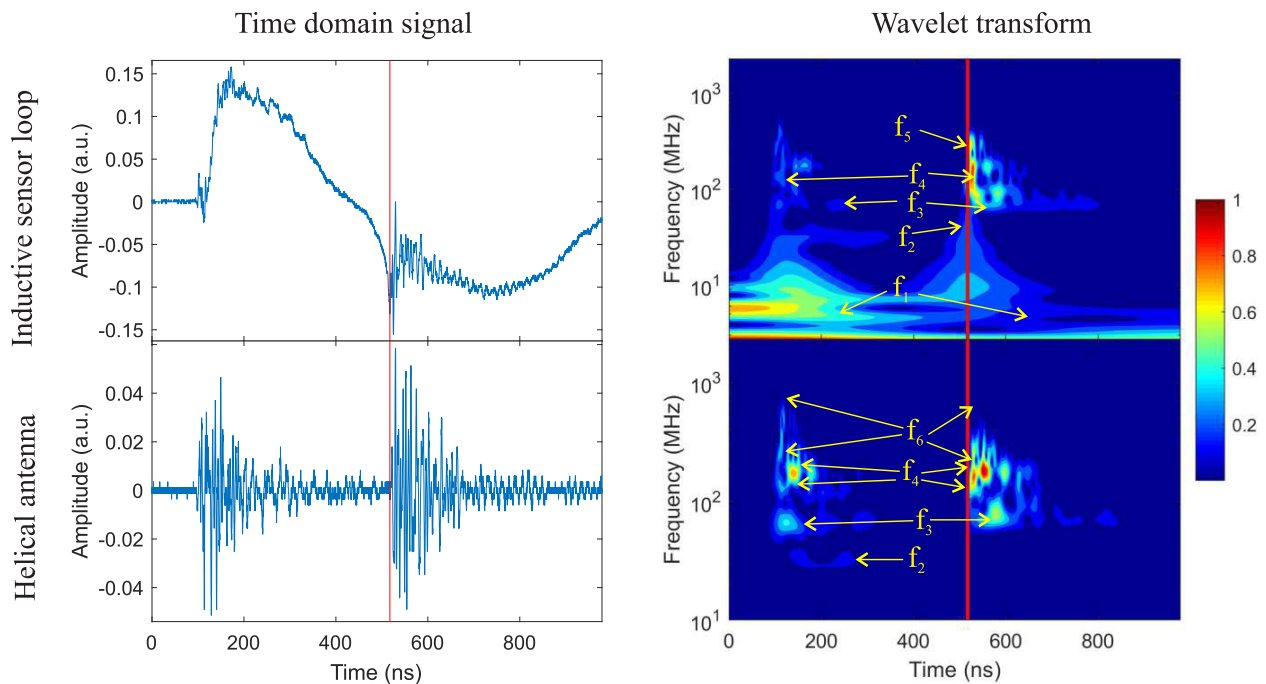 Time domain signal
Wavelet transform
Inductive sensor loop
Amplitude (a.u.)
0.15
0.1
0.05
0
-0.05
-0.1
-0.15
Frequency (MHz)
10³
10²
10¹
f₅
f₄
f₃
f₂
f₁
1
0.8
0.6
0.4
0.2
Helical antenna
Amplitude (a.u.)
0.04
0.02
0
-0.02
-0.04
0 200 400 600 800
Time (ns)
Frequency (MHz)
10³
10²
10¹
f₆
f₄
f₃
f₂
0 200 400 600 800
Time (ns)